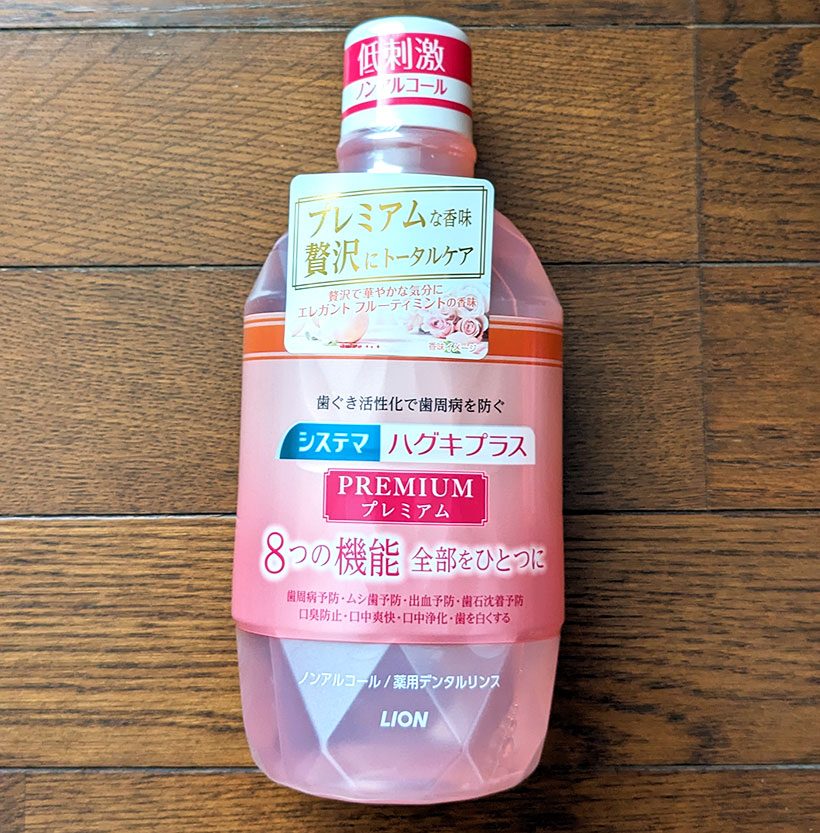 低刺激
ノンアルコール
プレミアムな香味
贅沢にトータルケア
贅沢で華やかな気分に
エレガント フルーティミントの香味
香味イメージ
歯ぐき活性化で歯周病を防ぐ
システマ ハグキプラス
PREMIUM
プレミアム
8つの機能 全部をひとつに
歯周病予防・ムシ歯予防・出血予防・歯石沈着予防
口臭防止・口中爽快・口中浄化・歯を白くする
ノンアルコール/薬用デンタルリンス
LION